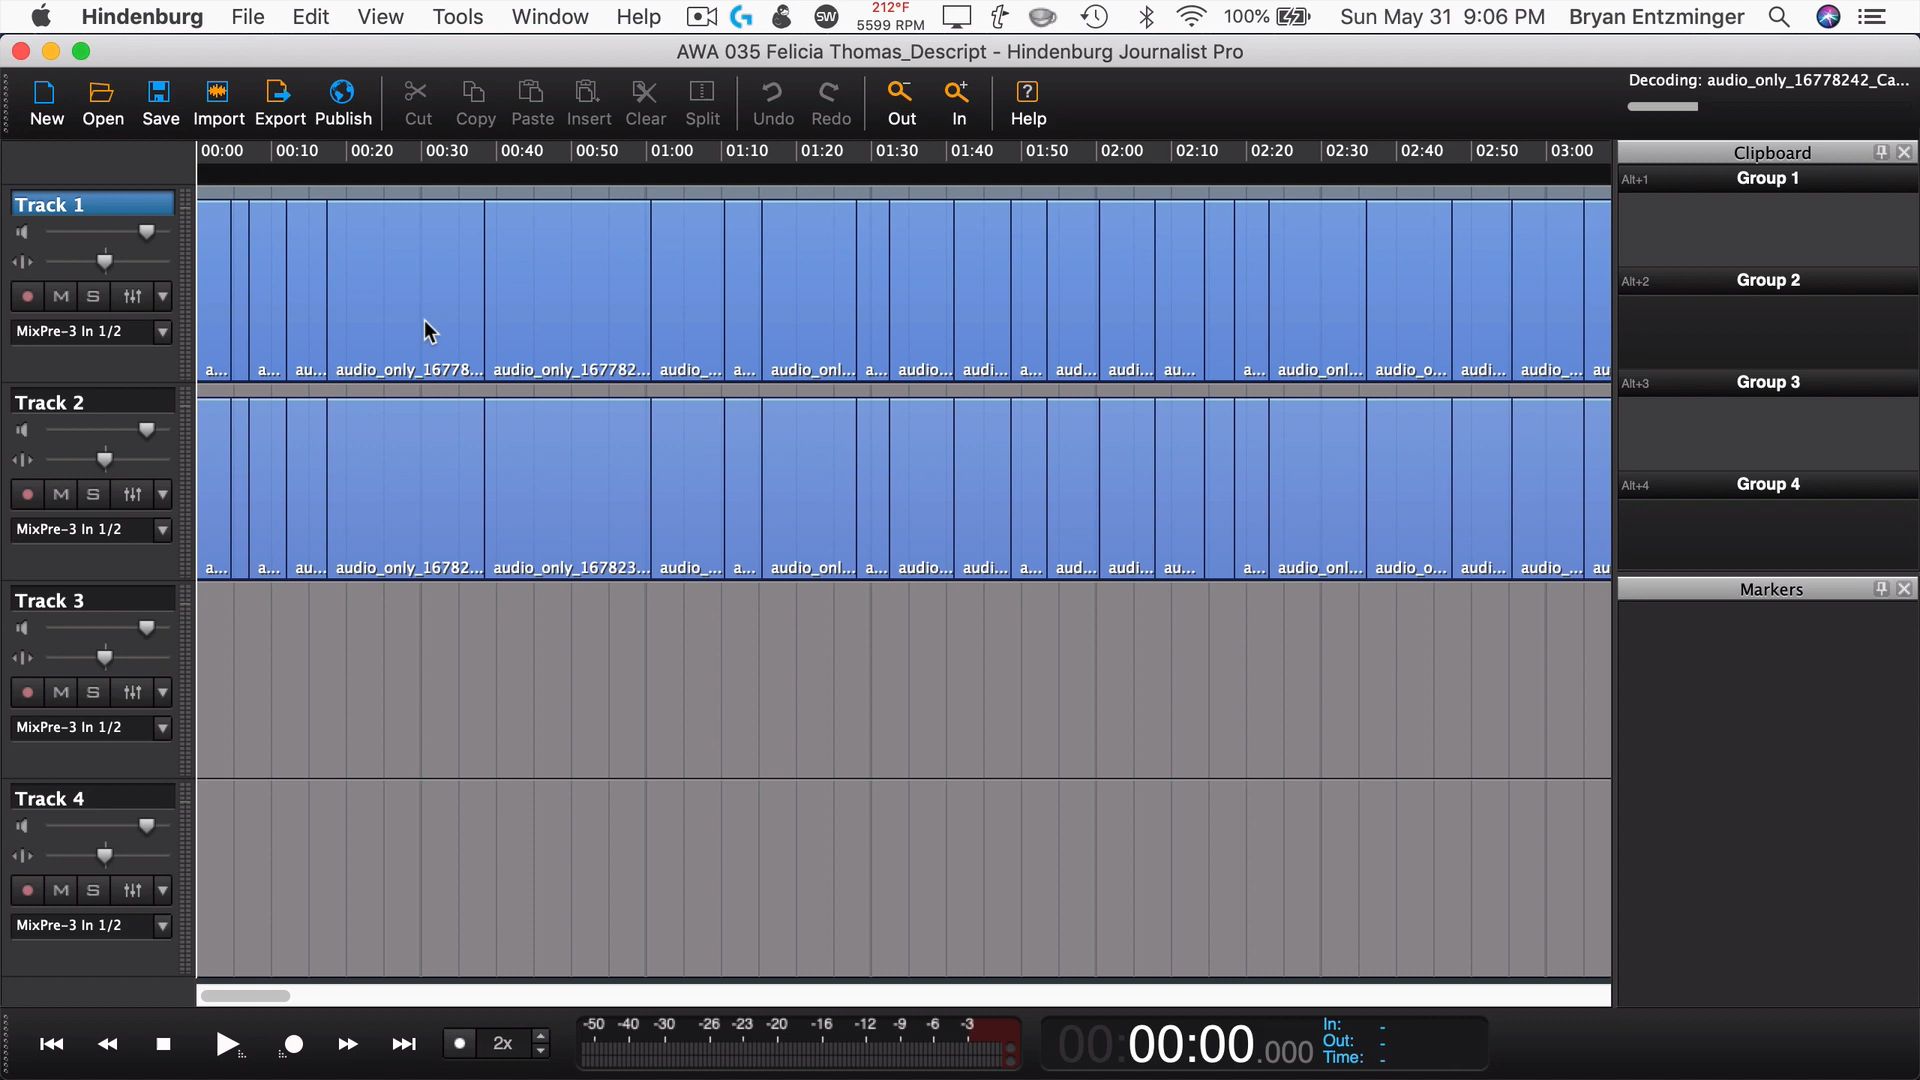 Hindenburg File Edit View Tools Window Help SW 212°F 5599 RPM 100% Sun May 31 9:06 PM Bryan Entzminger
AWA 035 Felicia Thomas_Descript - Hindenburg Journalist Pro
New Open Save Import Export Publish Cut Copy Paste Insert Clear Split Undo Redo Out In Help
Decoding: audio_only_16778242_Ca...
00:00 00:10 00:20 00:30 00:40 00:50 01:00 01:10 01:20 01:30 01:40 01:50 02:00 02:10 02:20 02:30 02:40 02:50 03:00
Clipboard
Alt+1 Group 1
Alt+2 Group 2
Alt+3 Group 3
Alt+4 Group 4
Markers
Track 1
M S
MixPre-3 In 1/2
a... a... au... audio_only_16778... audio_only_167782... audio_... a... audio_onl... a... audio... audi... a... aud... audi... au... a... audio_onl... audio_o... audi... audio_... au
Track 2
M S
MixPre-3 In 1/2
a... a... au... audio_only_16782... audio_only_167823... audio_... a... audio_onl... a... audio... audi... a... aud... audi... au... a... audio_onl... audio_o... audi... audio_... au
Track 3
M S
MixPre-3 In 1/2
Track 4
M S
MixPre-3 In 1/2
2x
-50 -40 -30 -26 -23 -20 -16 -12 -9 -6 -3
00:00:00.000
In: -
Out: -
Time: -